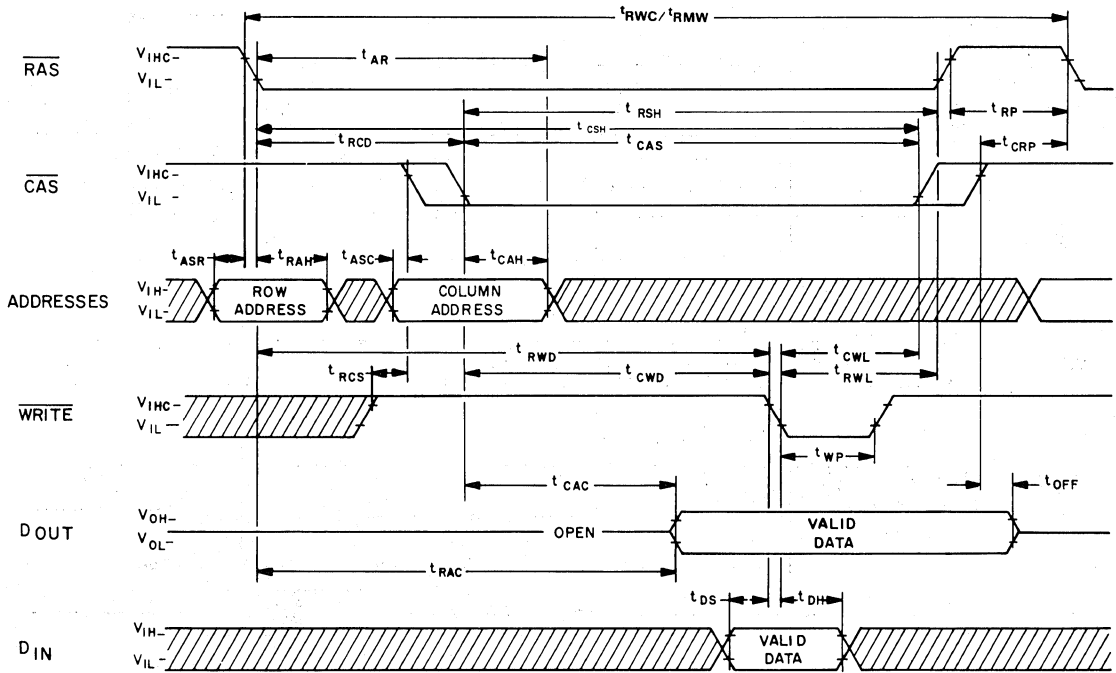 tRWC/tRMW
RAS
VIHC
VIL
tAR
tRSH
tRP
tCSH
tRCD
tCAS
tCRP
CAS
VIHC
VIL
tASR
tRAH
tASC
tCAH
ADDRESSES
VIH
VIL
ROW
ADDRESS
COLUMN
ADDRESS
tRWD
tCWL
tRCS
tCWD
tRWL
WRITE
VIHC
VIL
tWP
tCAC
tOFF
DOUT
VOH
VOL
OPEN
VALID
DATA
tRAC
tDS
tDH
DIN
VIH
VIL
VALID
DATA